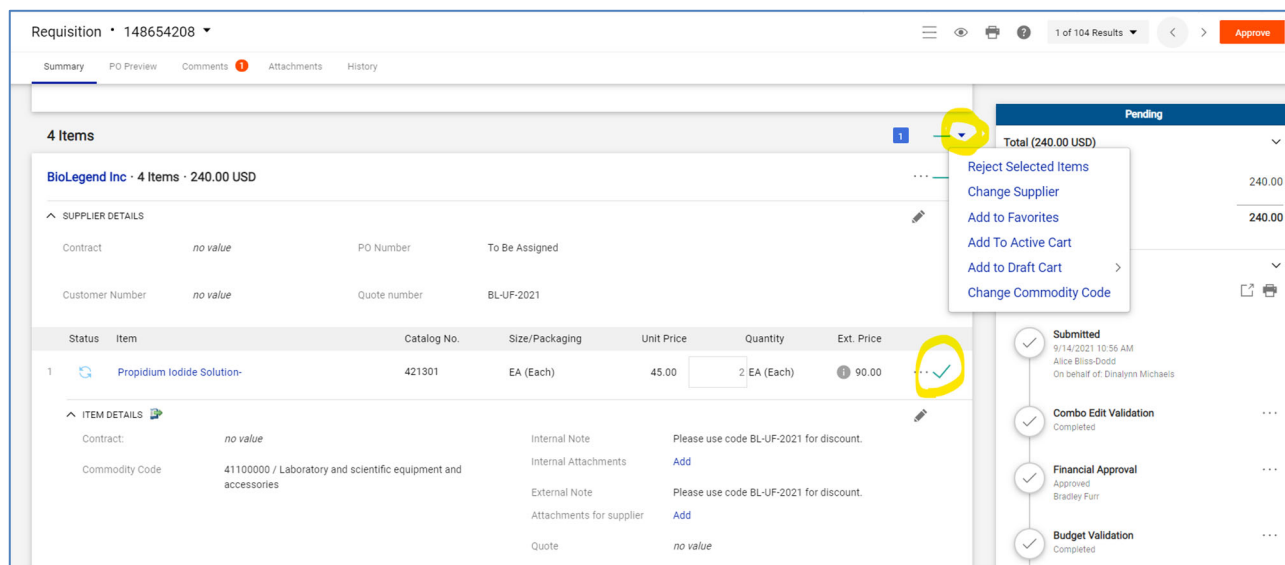 Requisition • 148654208
1 of 104 Results
Approve
Summary PO Preview Comments 1 Attachments History
4 Items 1
BioLegend Inc · 4 Items · 240.00 USD ...
SUPPLIER DETAILS
Contract no value PO Number To Be Assigned
Customer Number no value Quote number BL-UF-2021
Status Item Catalog No. Size/Packaging Unit Price Quantity Ext. Price
1 Propidium Iodide Solution- 421301 EA (Each) 45.00 2 EA (Each) 90.00 ...
ITEM DETAILS
Contract: no value
Commodity Code 41100000 / Laboratory and scientific equipment and
accessories
Internal Note Please use code BL-UF-2021 for discount.
Internal Attachments Add
External Note Please use code BL-UF-2021 for discount.
Attachments for supplier Add
Quote no value
Reject Selected Items
Change Supplier
Add to Favorites
Add To Active Cart
Add to Draft Cart
Change Commodity Code
Pending
Total (240.00 USD)
240.00
240.00
Submitted
9/14/2021 10:56 AM
Alice Bliss-Dodd
On behalf of: Dinalynn Michaels
Combo Edit Validation ...
Completed
Financial Approval ...
Approved
Bradley Furr
Budget Validation ...
Completed